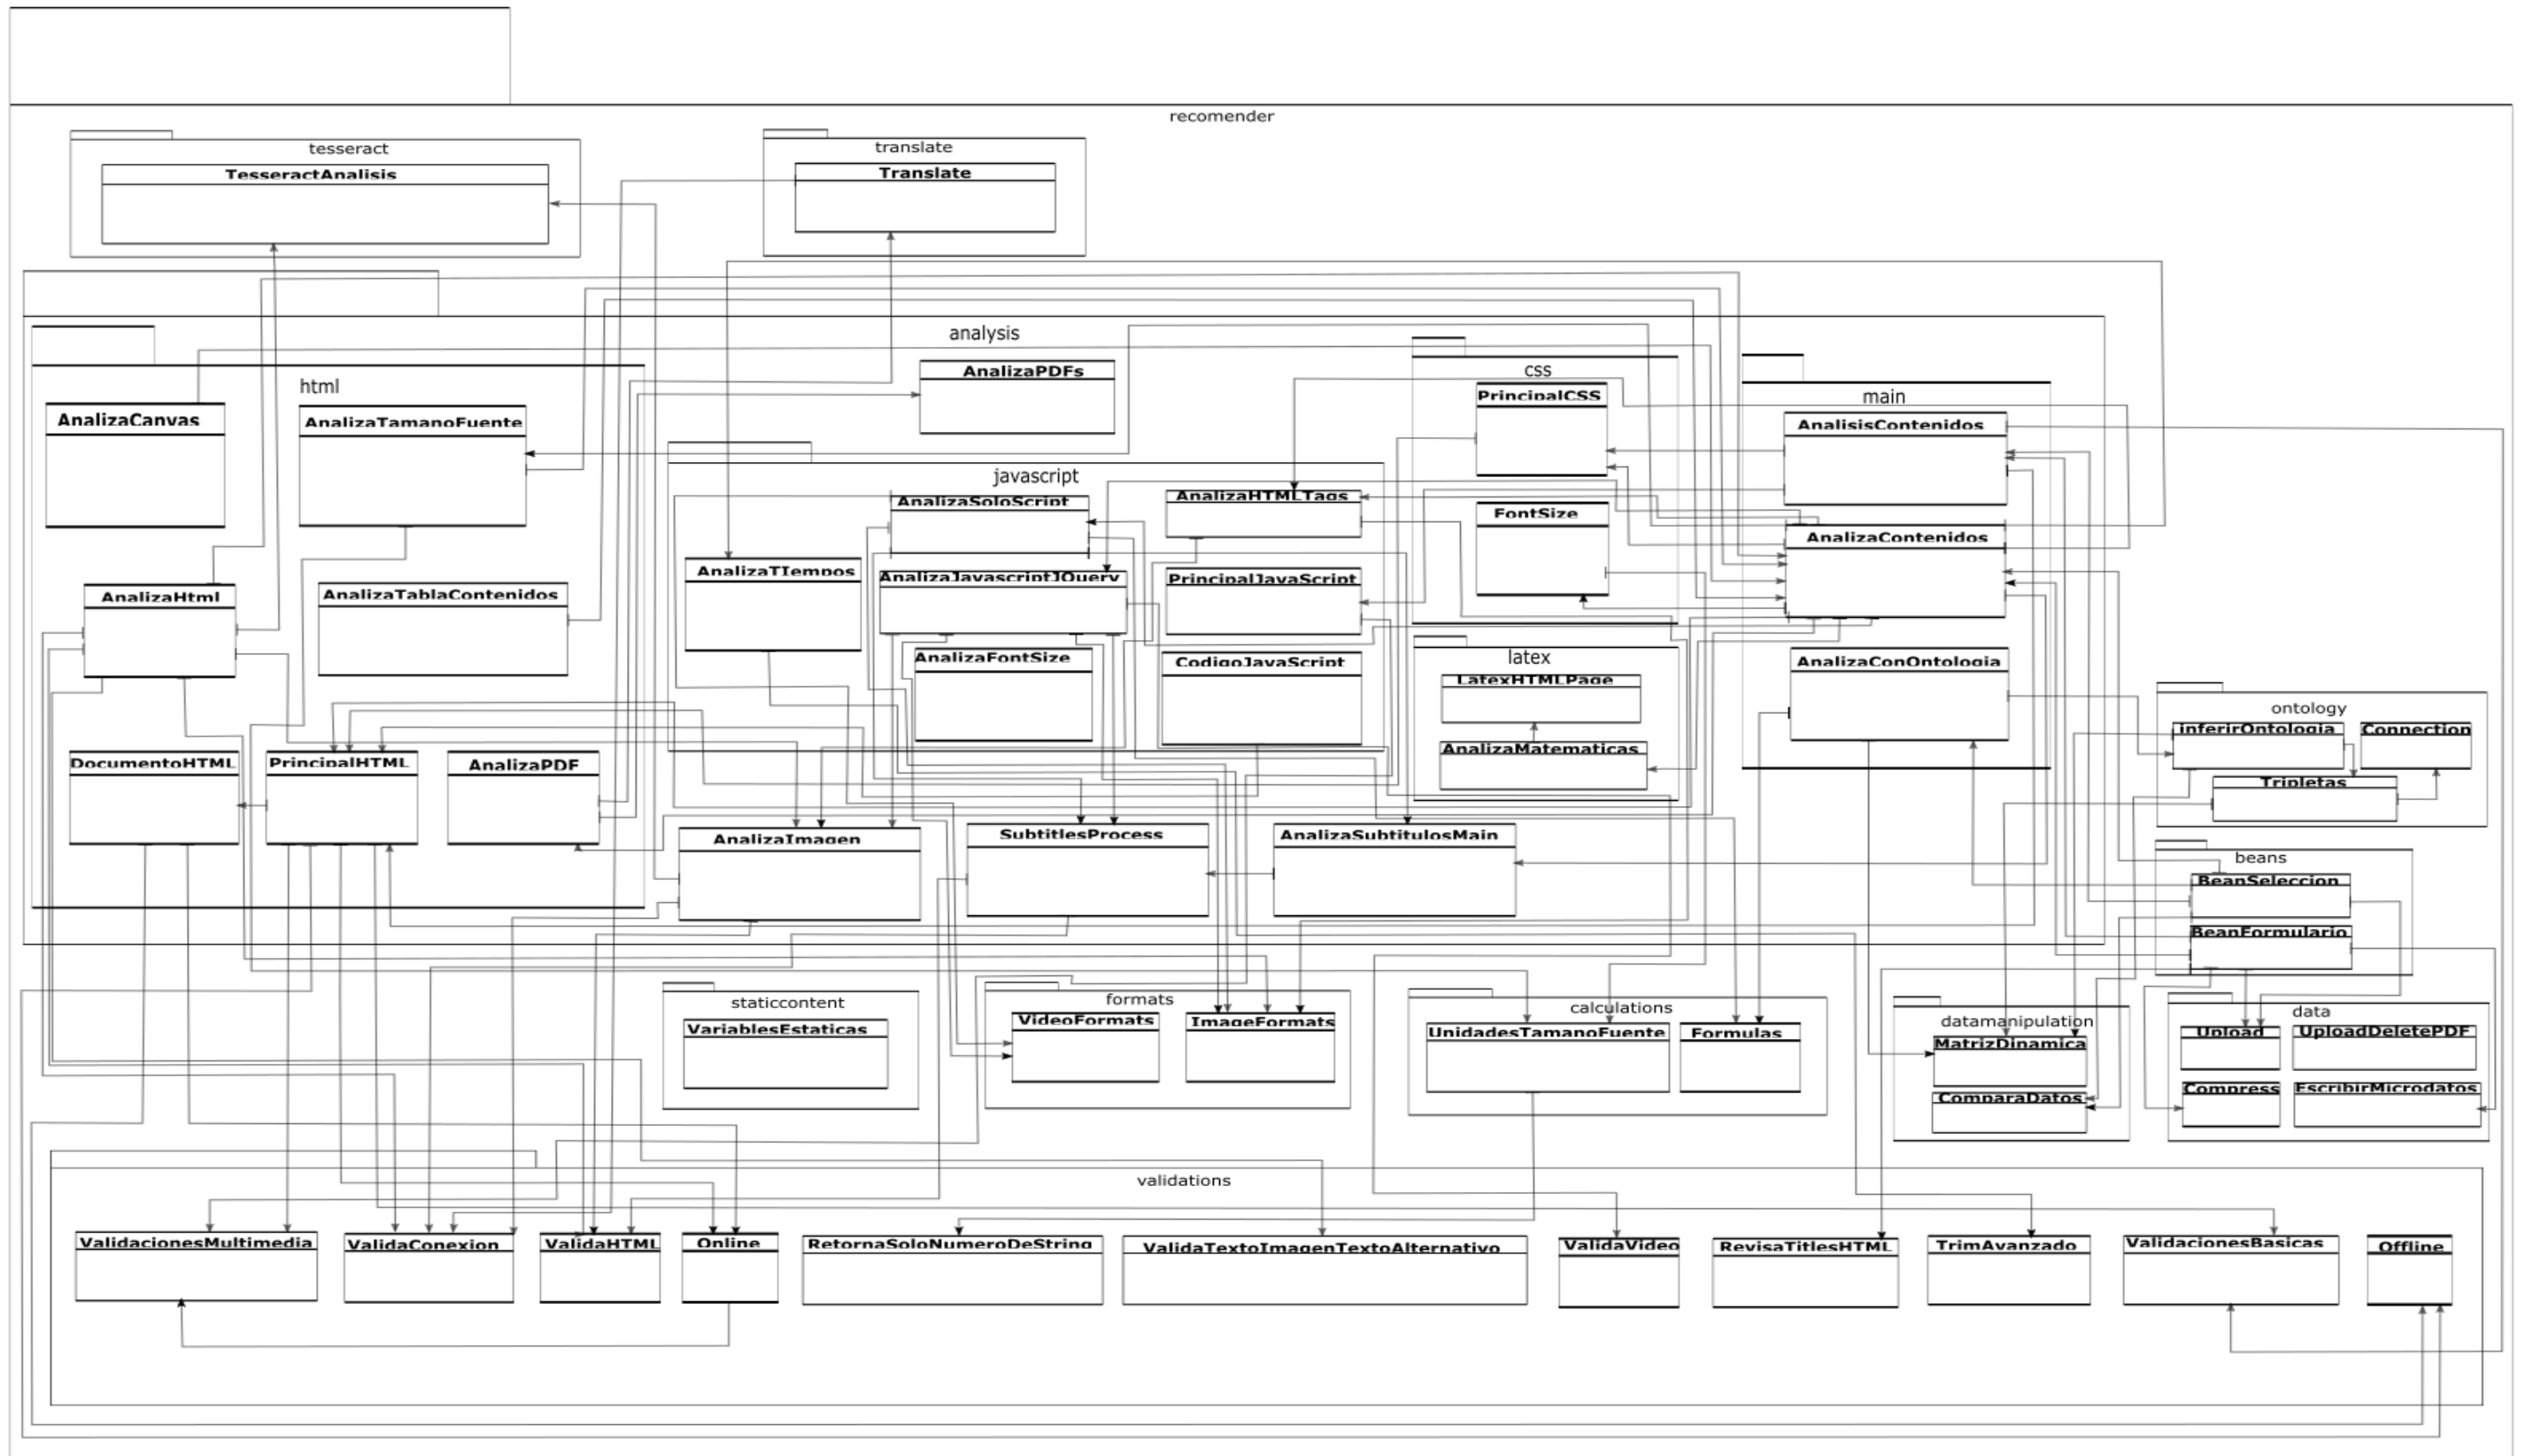 recomender
tesseract
TesseractAnalisis
translate
Translate
analysis
html
AnalizaCanvas
AnalizaTamanoFuente
AnalizaHtml
AnalizaTablaContenidos
DocumentoHTML
PrincipalHTML
AnalizaPDF
AnalizaPDFs
javascript
AnalizaSoloScript
AnalizaHTMLTags
AnalizaTIempos
AnalizaJavascriptJQuery
PrincipalJavaScript
AnalizaFontSize
CodigoJavaScript
css
PrincipalCSS
FontSize
latex
LatexHTMLPage
AnalizaMatematicas
main
AnalisisContenidos
AnalizaContenidos
AnalizaConOntologia
AnalizaImagen
SubtitlesProcess
AnalizaSubtitulosMain
ontology
inferirOntologia
Connection
Tripletas
beans
BeanSeleccion
BeanFormulario
staticcontent
VariablesEstaticas
formats
VideoFormats
ImageFormats
calculations
UnidadesTamanoFuente
Formulas
datamanipulation
MatrizDinamica
ComparaDatos
data
Upload
UploadDeletePDF
Compress
EscribirMicrodatos
validations
ValidacionesMultimedia
ValidaConexion
ValidaHTML
Online
RetornaSoloNumeroDeString
ValidaTextoImagenTextoAlternativo
ValidaVideo
RevisaTitlesHTML
TrimAvanzado
ValidacionesBasicas
Offline